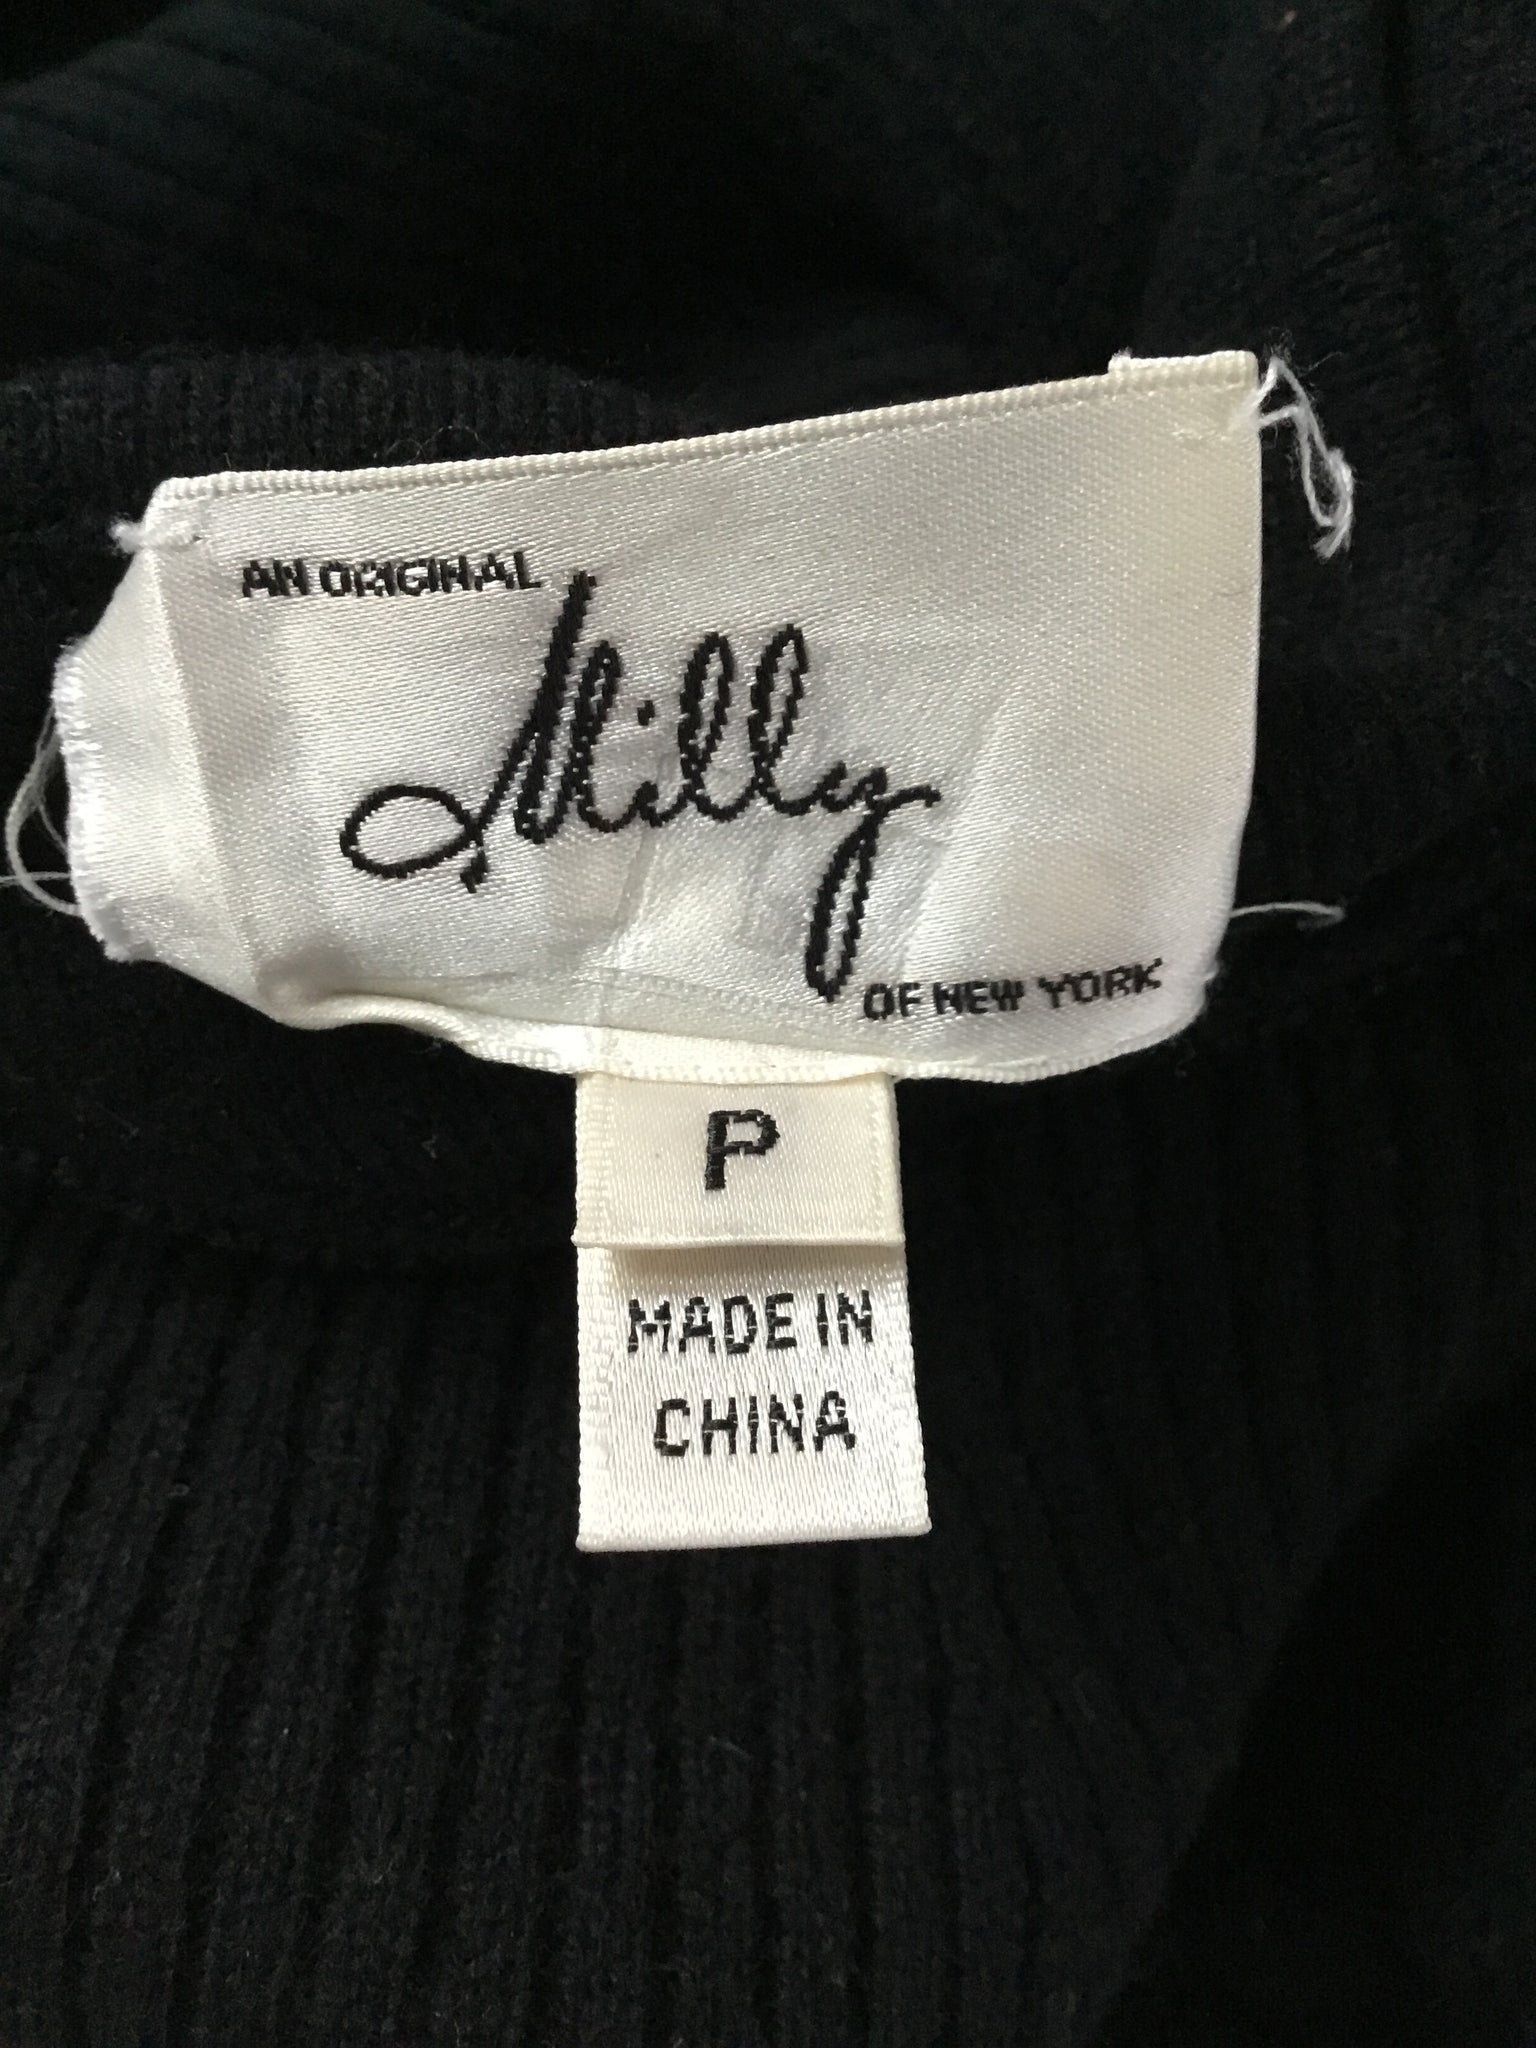 AN ORIGINAL
Milly
OF NEW YORK
P
MADE IN
CHINA